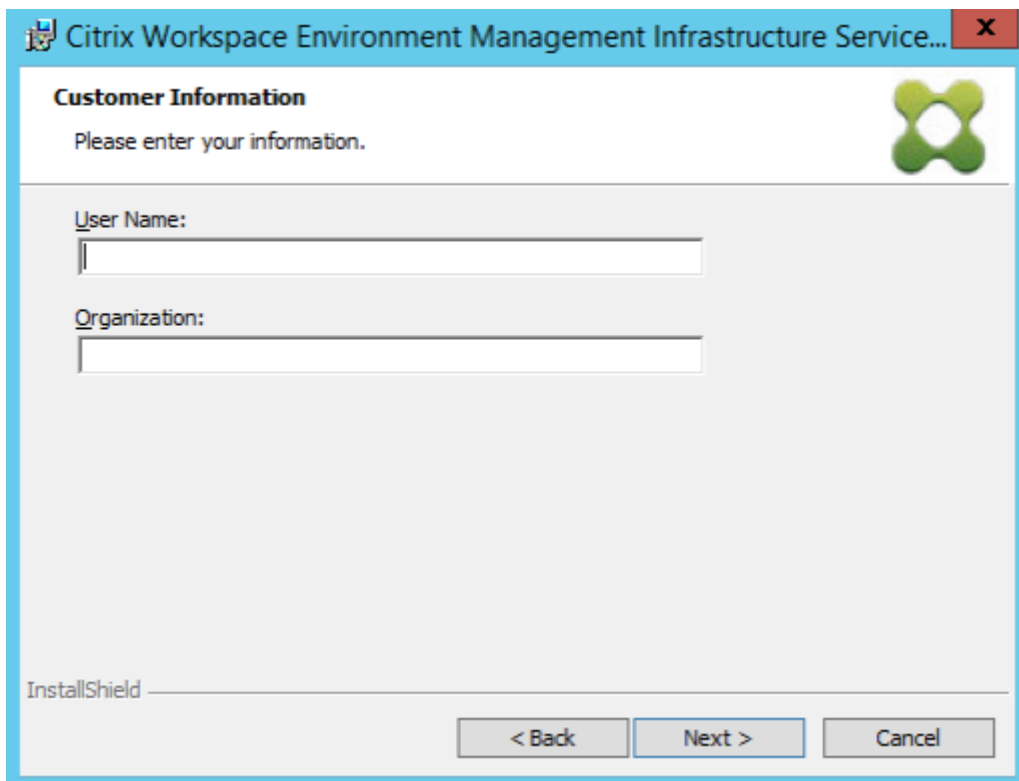 Citrix Workspace Environment Management Infrastructure Service...
x
Customer Information
Please enter your information.
User Name:
Organization:
InstallShield
< Back Next > Cancel